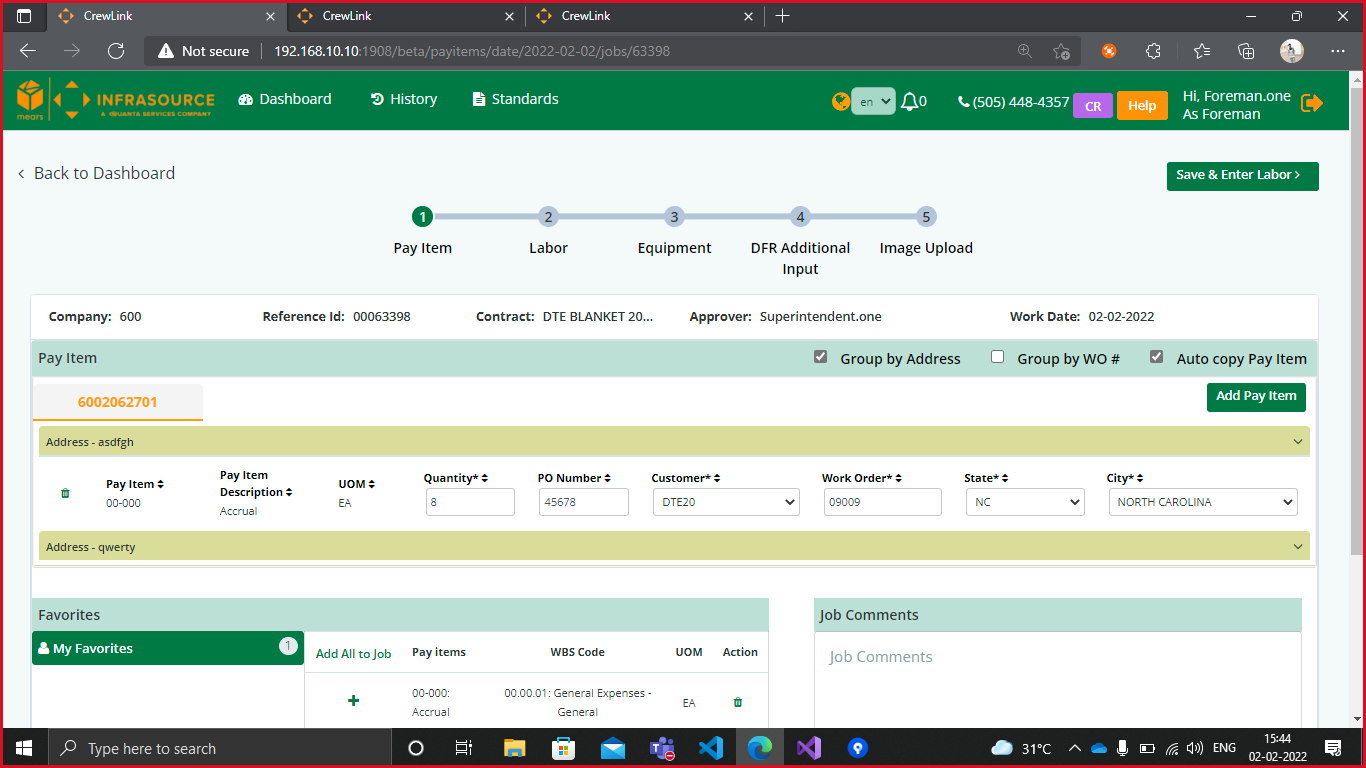 CrewLink
CrewLink
CrewLink
Not secure
192.168.10.10:1908/beta/payitems/date/2022-02-02/jobs/63398
mears
INFRASOURCE
A QUANTA SERVICES COMPANY
Dashboard
History
Standards
en
0
(505) 448-4357
CR
Help
Hi, Foreman.one
As Foreman
< Back to Dashboard
Save & Enter Labor >
1
2
3
4
5
Pay Item
Labor
Equipment
DFR Additional
Input
Image Upload
Company: 600
Reference Id: 00063398
Contract: DTE BLANKET 20...
Approver: Superintendent.one
Work Date: 02-02-2022
Pay Item
Group by Address
Group by WO #
Auto copy Pay Item
6002062701
Add Pay Item
Address - asdfgh
Pay Item
00-000
Pay Item
Description
Accrual
UOM
EA
Quantity*
8
PO Number
45678
Customer*
DTE20
Work Order*
09009
State*
NC
City*
NORTH CAROLINA
Address - qwerty
Favorites
My Favorites
1
Add All to Job
Pay items
WBS Code
UOM
Action
00-000:
Accrual
00.00.01: General Expenses -
General
EA
Job Comments
Job Comments
Type here to search
31°C
ENG
15:44
02-02-2022